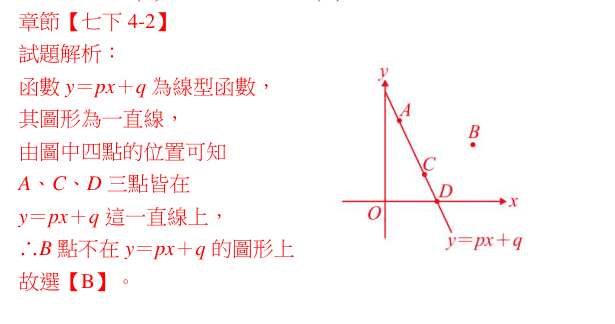 章節【七下 4-2】
試題解析：
函數 y＝px＋q 為線型函數，
其圖形為一直線，
由圖中四點的位置可知
A、C、D 三點皆在
y＝px＋q 這一直線上，
∴B 點不在 y＝px＋q 的圖形上
故選【B】。
y
A
B
C
D
x
O
y＝px＋q